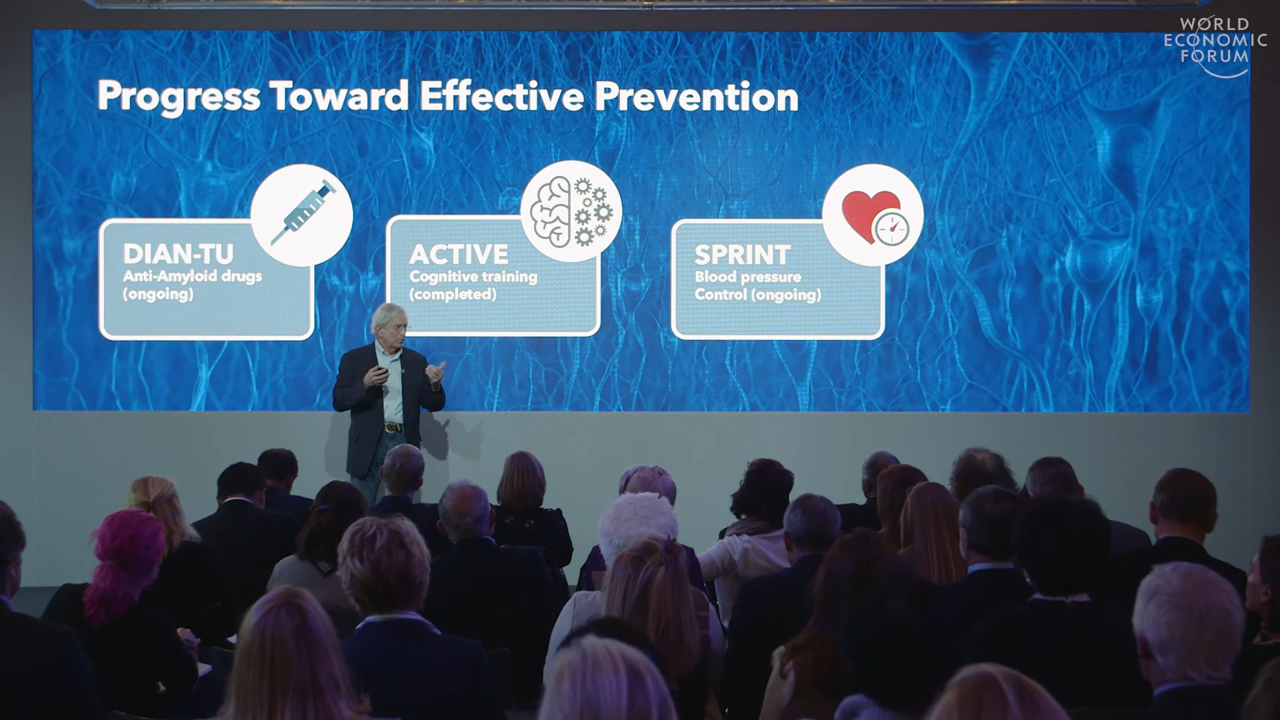 WORLD
ECONOMIC
FORUM
Progress Toward Effective Prevention
DIAN-TU
Anti-Amyloid drugs
(ongoing)
ACTIVE
Cognitive training
(completed)
SPRINT
Blood pressure
Control (ongoing)